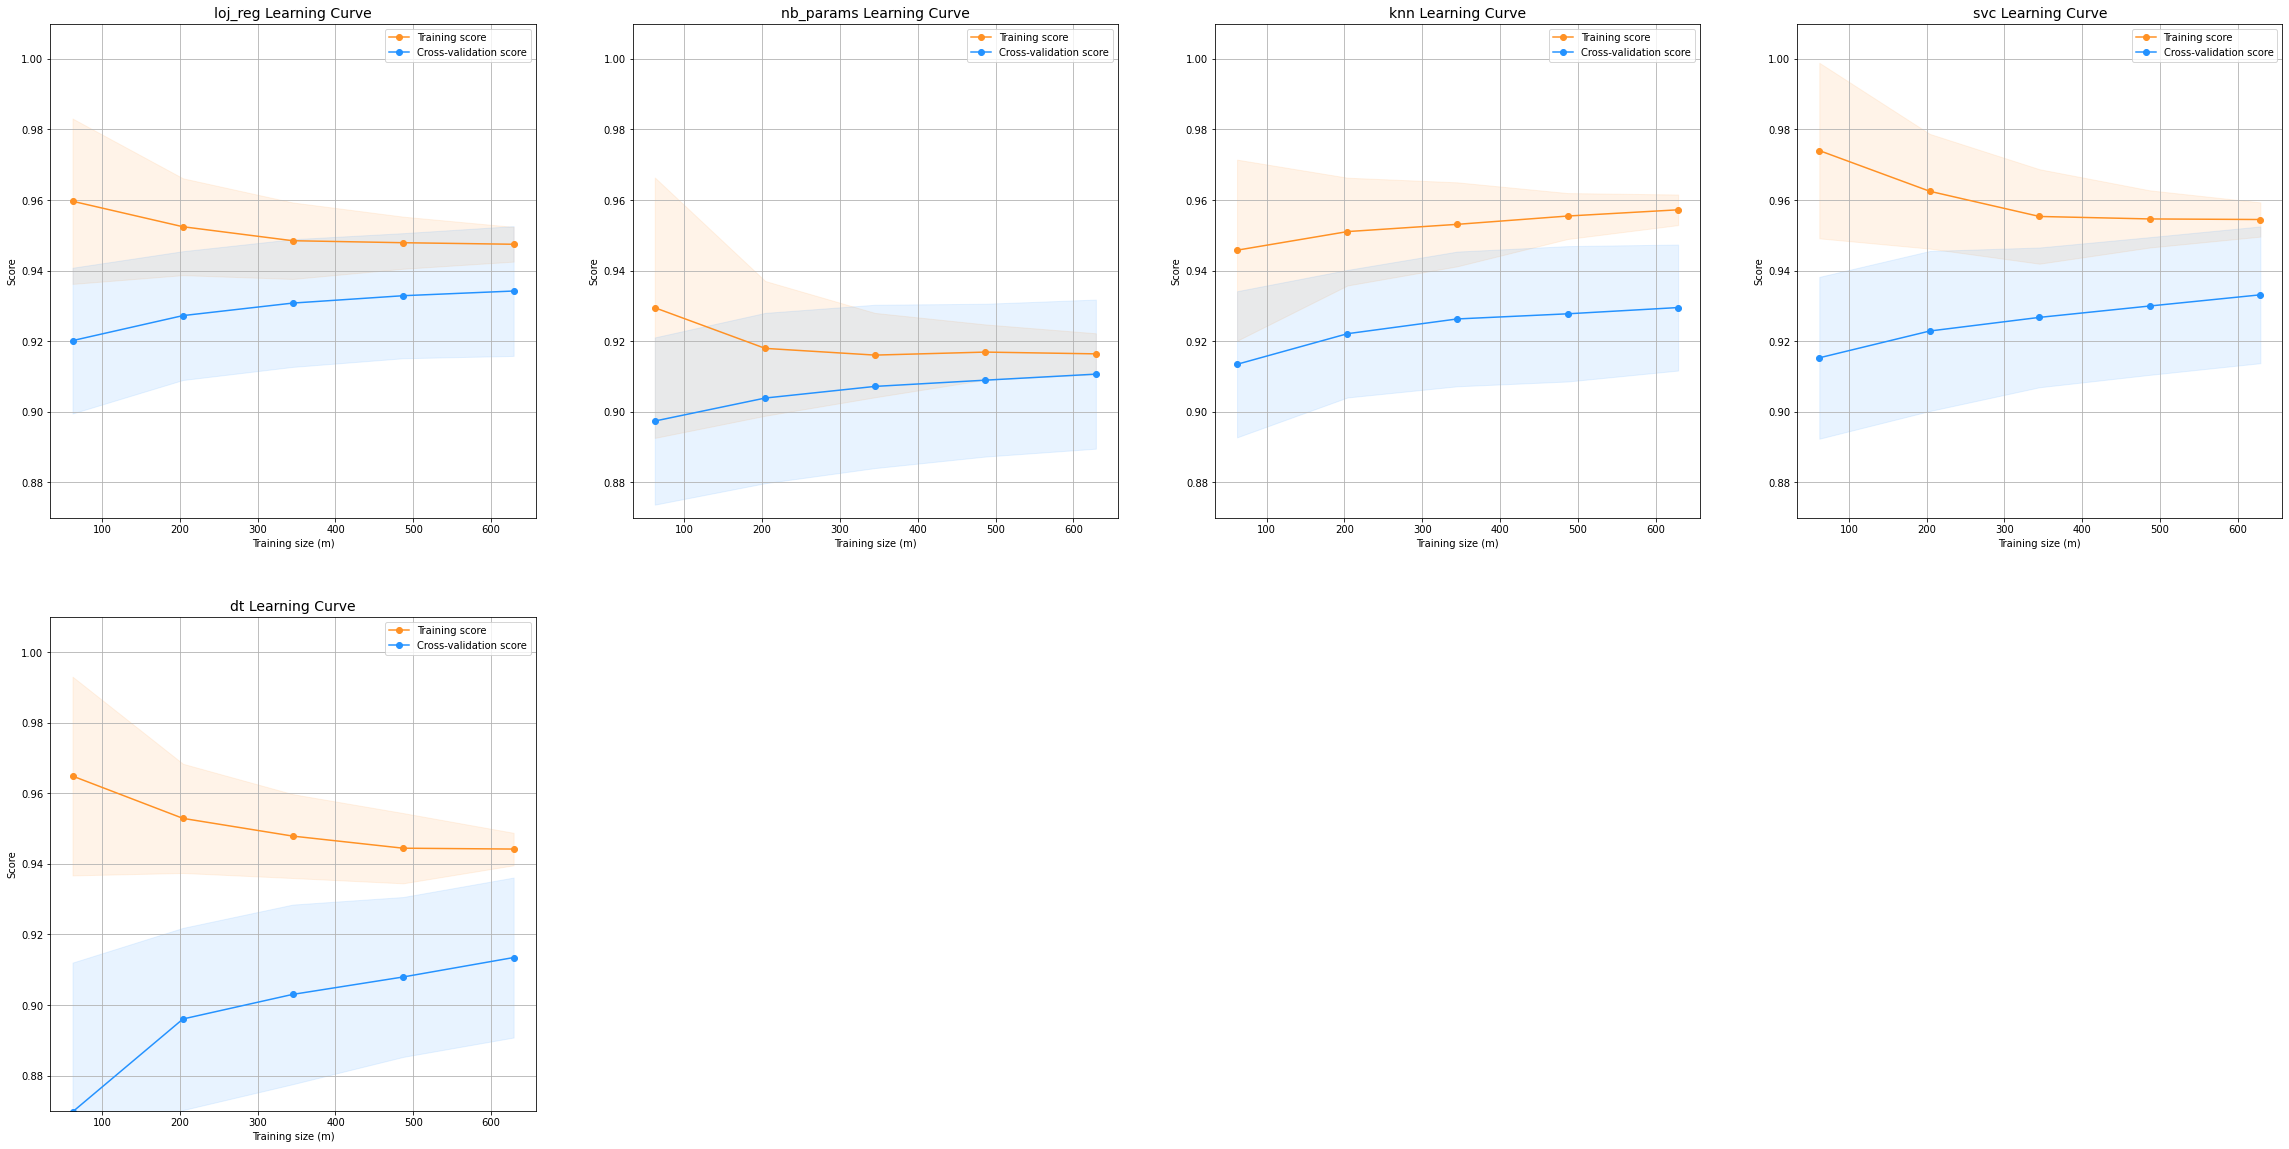 loj_reg Learning Curve
Training score
Cross-validation score
1.00
0.98
0.96
0.94
0.92
0.90
0.88
Score
100 200 300 400 500 600
Training size (m)
nb_params Learning Curve
Training score
Cross-validation score
1.00
0.98
0.96
0.94
0.92
0.90
0.88
Score
100 200 300 400 500 600
Training size (m)
knn Learning Curve
Training score
Cross-validation score
1.00
0.98
0.96
0.94
0.92
0.90
0.88
Score
100 200 300 400 500 600
Training size (m)
svc Learning Curve
Training score
Cross-validation score
1.00
0.98
0.96
0.94
0.92
0.90
0.88
Score
100 200 300 400 500 600
Training size (m)
dt Learning Curve
Training score
Cross-validation score
1.00
0.98
0.96
0.94
0.92
0.90
0.88
Score
100 200 300 400 500 600
Training size (m)